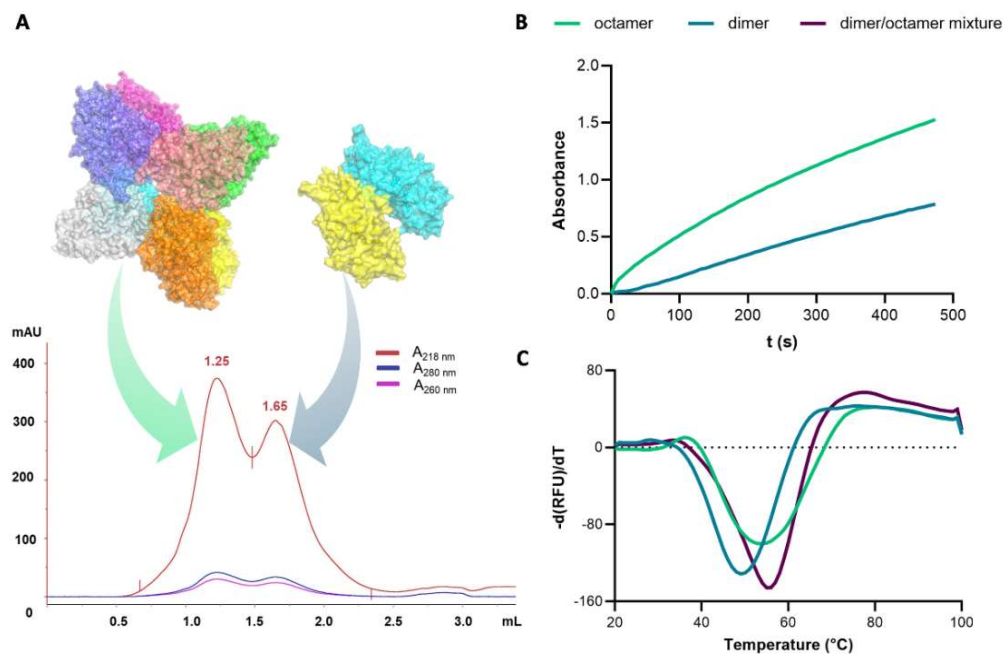 A
mAU
400
300
200
100
0
0.5
1.0
1.5
2.0
2.5
3.0
mL
1.25
1.65
A218 nm
A280 nm
A260 nm
B
octamer
dimer
dimer/octamer mixture
2.0
1.5
1.0
0.5
0.0
0
100
200
300
400
500
Absorbance
t (s)
C
80
0
-80
-160
20
40
60
80
100
-d(RFU)/dT
Temperature (°C)